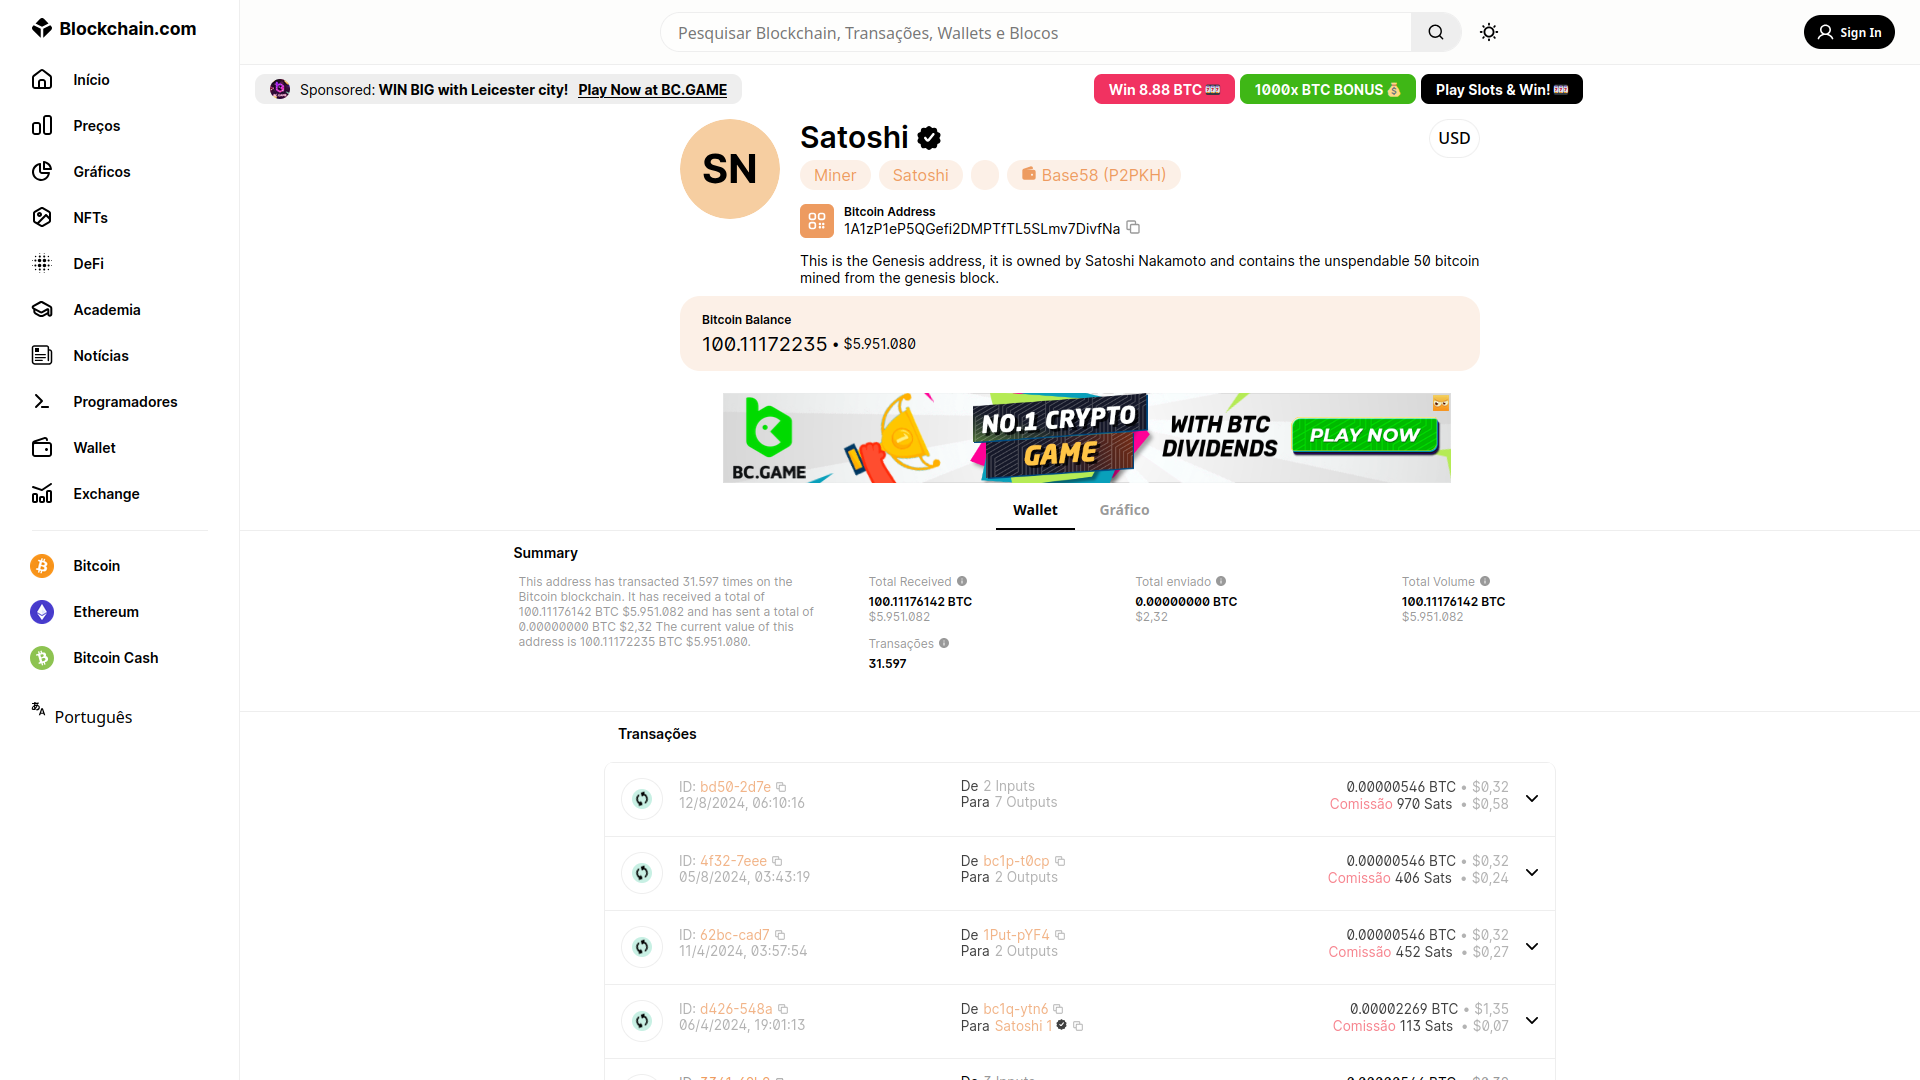 Blockchain.com
Início
Preços
Gráficos
NFTs
DeFi
Academia
Notícias
Programadores
Wallet
Exchange
Bitcoin
Ethereum
Bitcoin Cash
Português
Pesquisar Blockchain, Transações, Wallets e Blocos
Sign In
Sponsored: WIN BIG with Leicester city! Play Now at BC.GAME
Win 8.88 BTC
1000x BTC BONUS
Play Slots & Win!
SN
Satoshi
USD
Miner
Satoshi
Base58 (P2PKH)
Bitcoin Address
1A1zP1eP5QGefi2DMPTfTL5SLmv7DivfNa
This is the Genesis address, it is owned by Satoshi Nakamoto and contains the unspendable 50 bitcoin
mined from the genesis block.
Bitcoin Balance
100.11172235 • $5.951.080
BC.GAME
NO.1 CRYPTO
GAME
WITH BTC
DIVIDENDS
PLAY NOW
Wallet
Gráfico
Summary
This address has transacted 31.597 times on the
Bitcoin blockchain. It has received a total of
100.11176142 BTC $5.951.082 and has sent a total of
0.00000000 BTC $2,32 The current value of this
address is 100.11172235 BTC $5.951.080.
Total Received
100.11176142 BTC
$5.951.082
Total enviado
0.00000000 BTC
$2,32
Total Volume
100.11176142 BTC
$5.951.082
Transações
31.597
Transações
ID: bd50-2d7e
12/8/2024, 06:10:16
De 2 Inputs
Para 7 Outputs
0.00000546 BTC • $0,32
Comissão 970 Sats • $0,58
ID: 4f32-7eee
05/8/2024, 03:43:19
De bc1p-t0cp
Para 2 Outputs
0.00000546 BTC • $0,32
Comissão 406 Sats • $0,24
ID: 62bc-cad7
11/4/2024, 03:57:54
De 1Put-pYF4
Para 2 Outputs
0.00000546 BTC • $0,32
Comissão 452 Sats • $0,27
ID: d426-548a
06/4/2024, 19:01:13
De bc1q-ytn6
Para Satoshi 1
0.00002269 BTC • $1,35
Comissão 113 Sats • $0,07